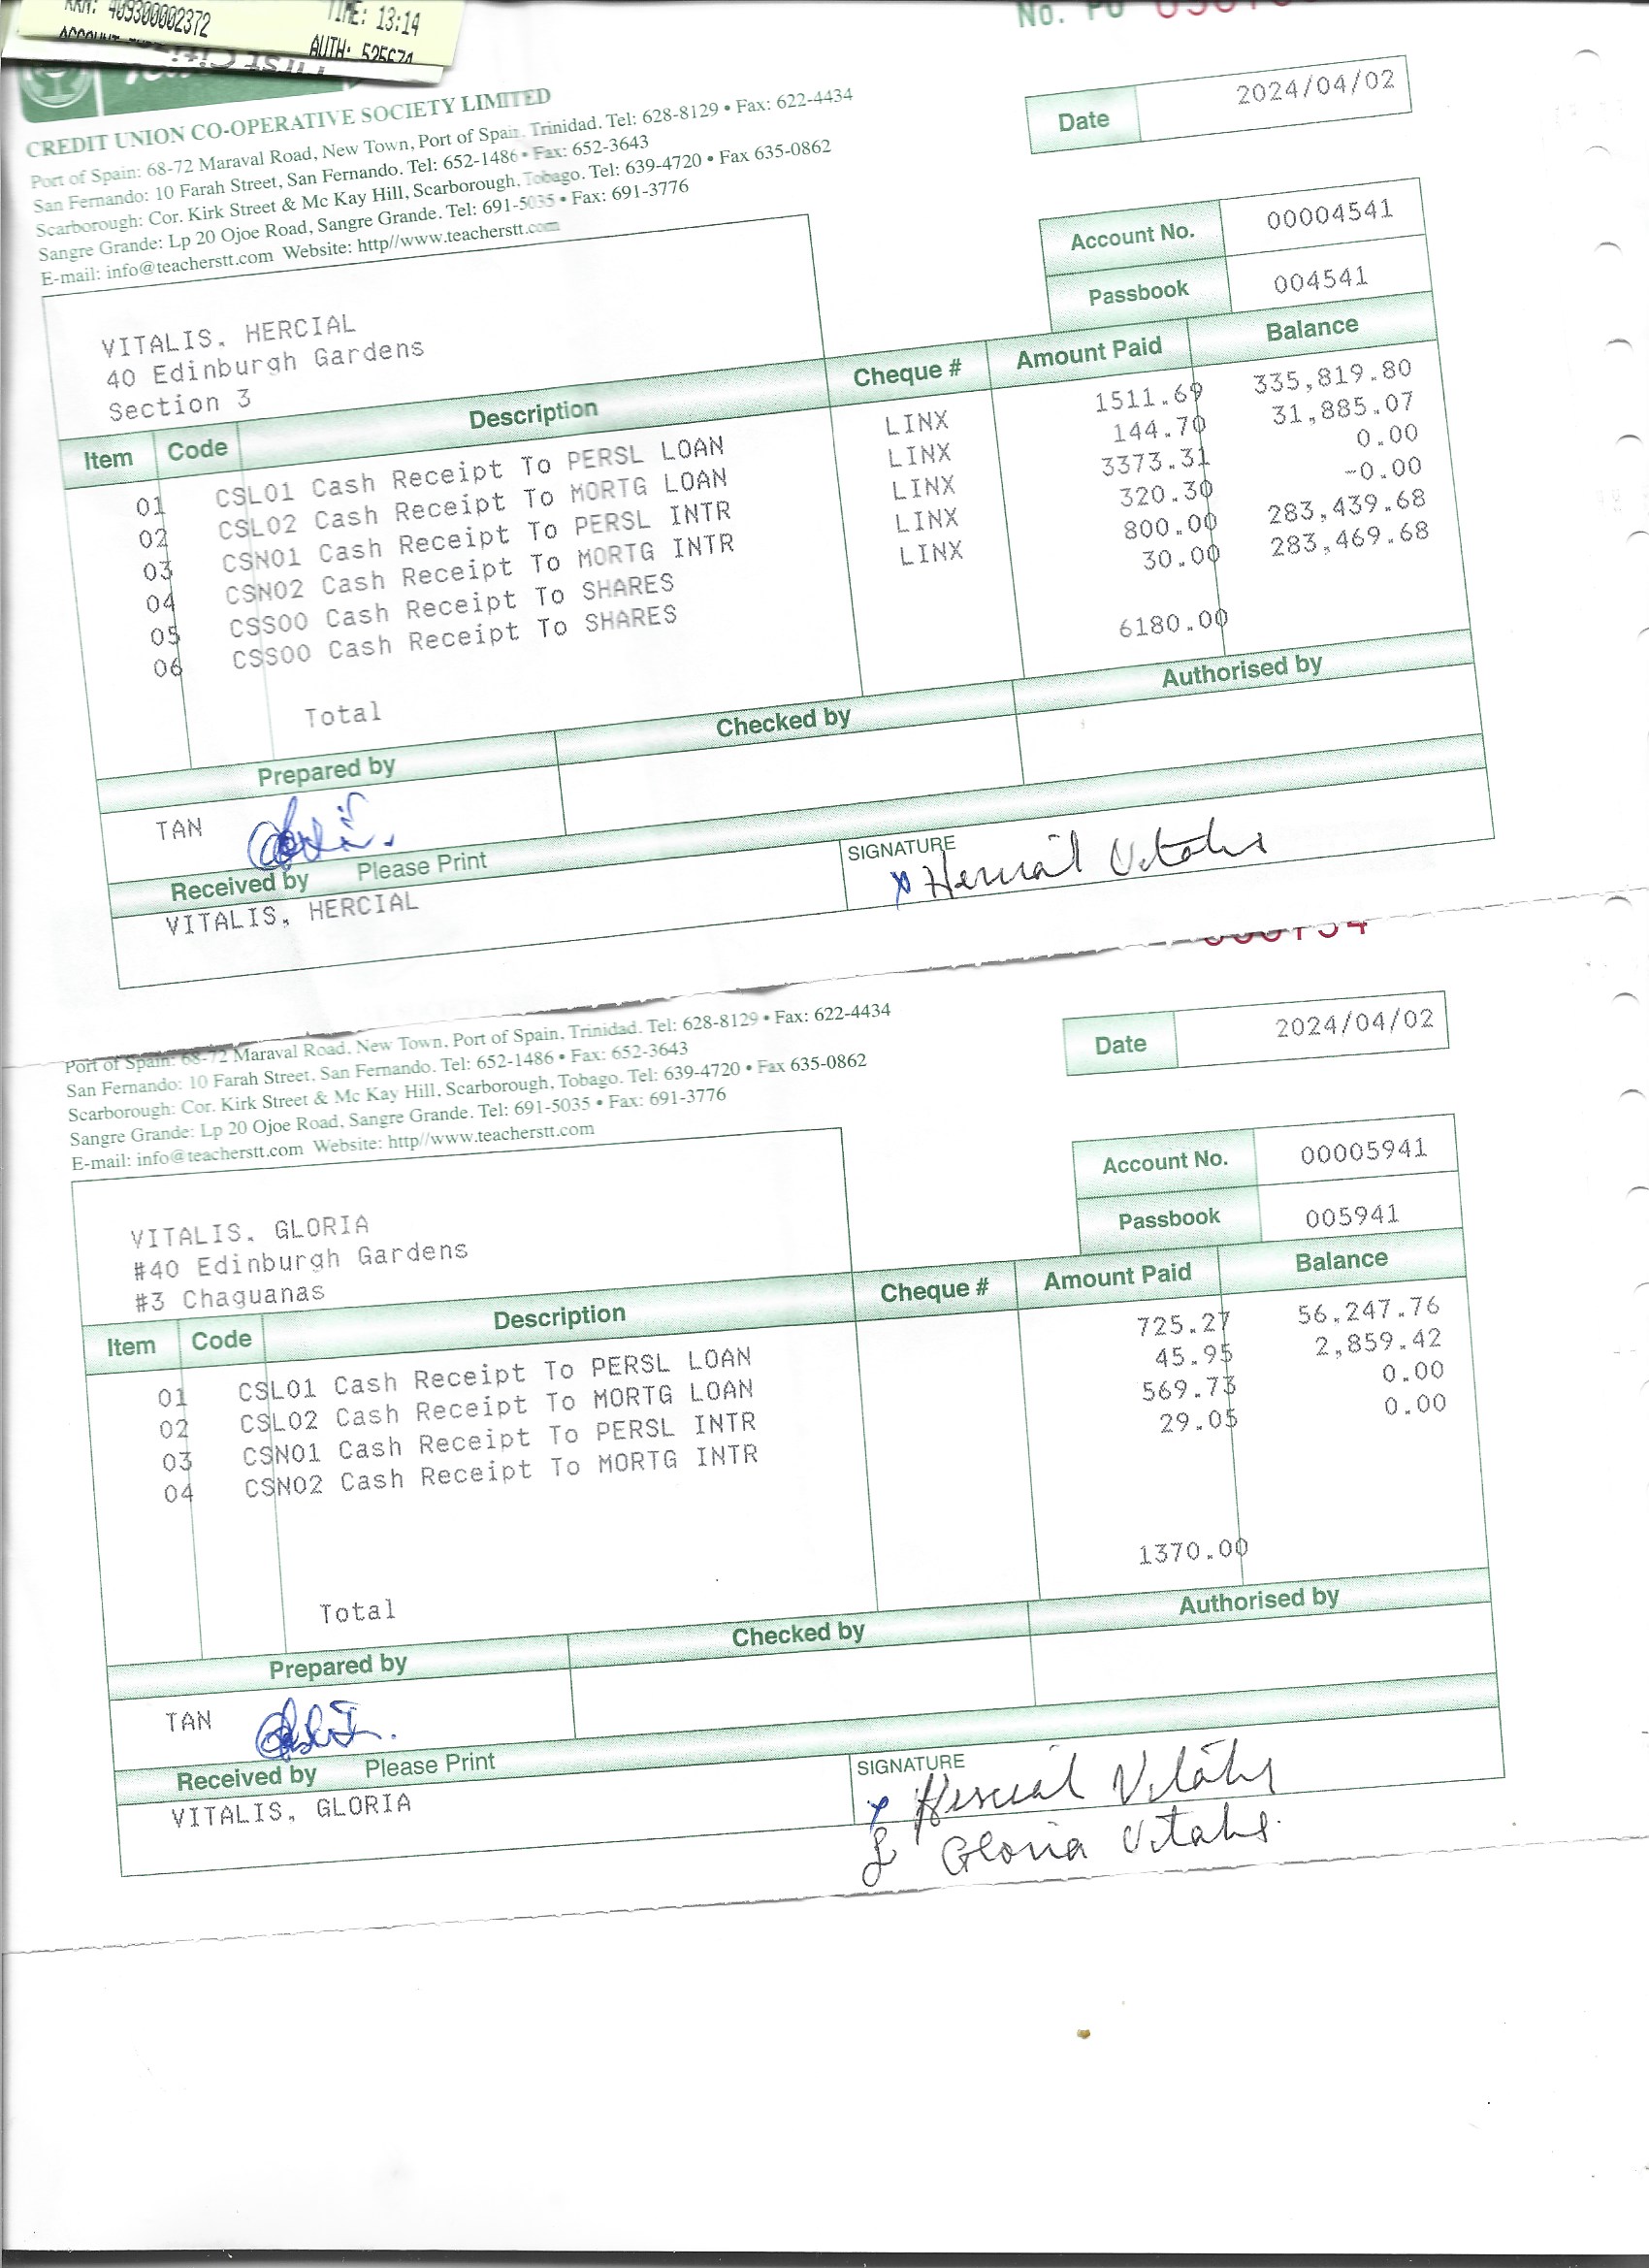 RRN: 409300002372
TIME: 13:14
AUTH: 525674
First Citi
No. PO
CREDIT UNION CO-OPERATIVE SOCIETY LIMITED
Port of Spain: 68-72 Maraval Road, New Town, Port of Spain, Trinidad. Tel: 628-8129 • Fax: 622-4434
San Fernando: 10 Farah Street, San Fernando. Tel: 652-1486 • Fax: 652-3643
Scarborough: Cor. Kirk Street & Mc Kay Hill, Scarborough, Tobago. Tel: 639-4720 • Fax 635-0862
Sangre Grande: Lp 20 Ojoe Road, Sangre Grande. Tel: 691-5035 • Fax: 691-3776
E-mail: info@teacherstt.com Website: http//www.teacherstt.com
Date 2024/04/02
Account No. 00004541
Passbook 004541
VITALIS, HERCIAL
40 Edinburgh Gardens
Section 3
Item Code Description Cheque # Amount Paid Balance
01 CSL01 Cash Receipt To PERSL LOAN LINX 1511.69 335,819.80
02 CSL02 Cash Receipt To MORTG LOAN LINX 144.70 31,885.07
03 CSN01 Cash Receipt To PERSL INTR LINX 3373.31 0.00
04 CSN02 Cash Receipt To MORTG INTR LINX 320.30 -0.00
05 CSS00 Cash Receipt To SHARES LINX 800.00 283,439.68
06 CSS00 Cash Receipt To SHARES 30.00 283,469.68
Total 6180.00
Prepared by Checked by Authorised by
TAN
Received by Please Print SIGNATURE
VITALIS, HERCIAL x Hercial Vitalis
Port of Spain: 68-72 Maraval Road, New Town, Port of Spain, Trinidad. Tel: 628-8129 • Fax: 622-4434
San Fernando: 10 Farah Street, San Fernando. Tel: 652-1486 • Fax: 652-3643
Scarborough: Cor. Kirk Street & Mc Kay Hill, Scarborough, Tobago. Tel: 639-4720 • Fax 635-0862
Sangre Grande: Lp 20 Ojoe Road, Sangre Grande. Tel: 691-5035 • Fax: 691-3776
E-mail: info@teacherstt.com Website: http//www.teacherstt.com
Date 2024/04/02
Account No. 00005941
Passbook 005941
VITALIS, GLORIA
#40 Edinburgh Gardens
#3 Chaguanas
Item Code Description Cheque # Amount Paid Balance
01 CSL01 Cash Receipt To PERSL LOAN 725.27 56,247.76
02 CSL02 Cash Receipt To MORTG LOAN 45.95 2,859.42
03 CSN01 Cash Receipt To PERSL INTR 569.73 0.00
04 CSN02 Cash Receipt To MORTG INTR 29.05 0.00
Total 1370.00
Prepared by Checked by Authorised by
TAN
Received by Please Print SIGNATURE
VITALIS, GLORIA x Hercial Vitalis
Gloria Vitalis